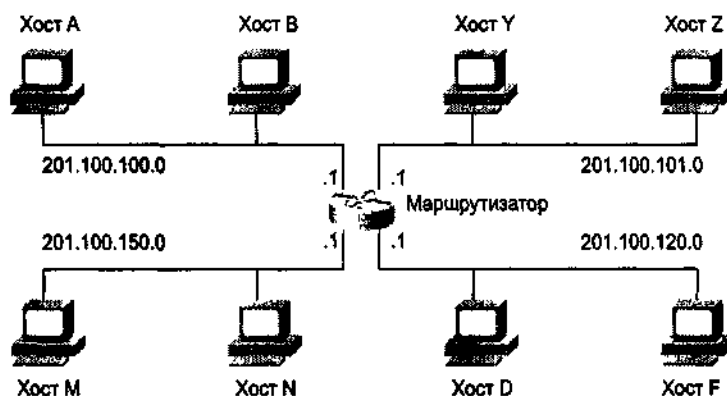 Хост A
Хост B
Хост Y
Хост Z
201.100.100.0
.1
.1
201.100.101.0
Маршрутизатор
201.100.150.0
.1
.1
201.100.120.0
Хост M
Хост N
Хост D
Хост F